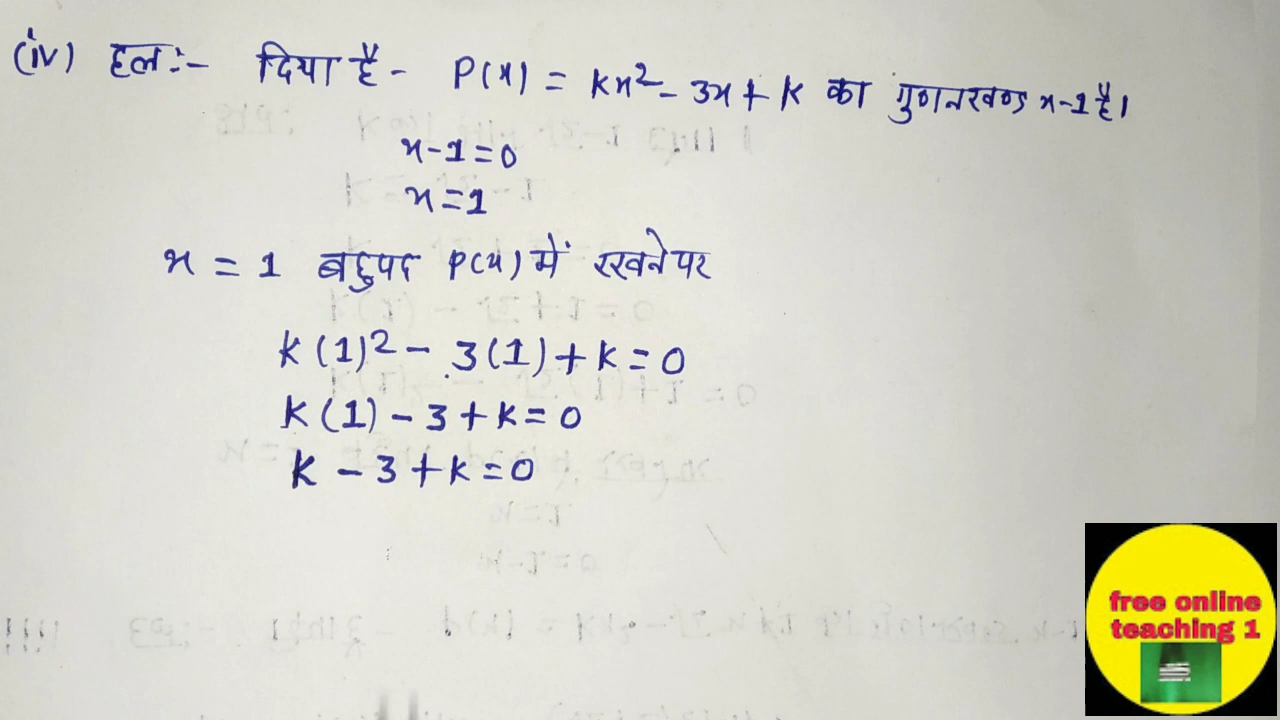 (iv) हलः- दिया है - P(x) = kx² - 3x + k का गुणनखण्ड x-1 है।
x-1=0
x=1
x = 1 बहुपद P(x) में रखने पर
k(1)² - 3(1) + k = 0
k(1) - 3 + k = 0
k - 3 + k = 0
free online
teaching 1